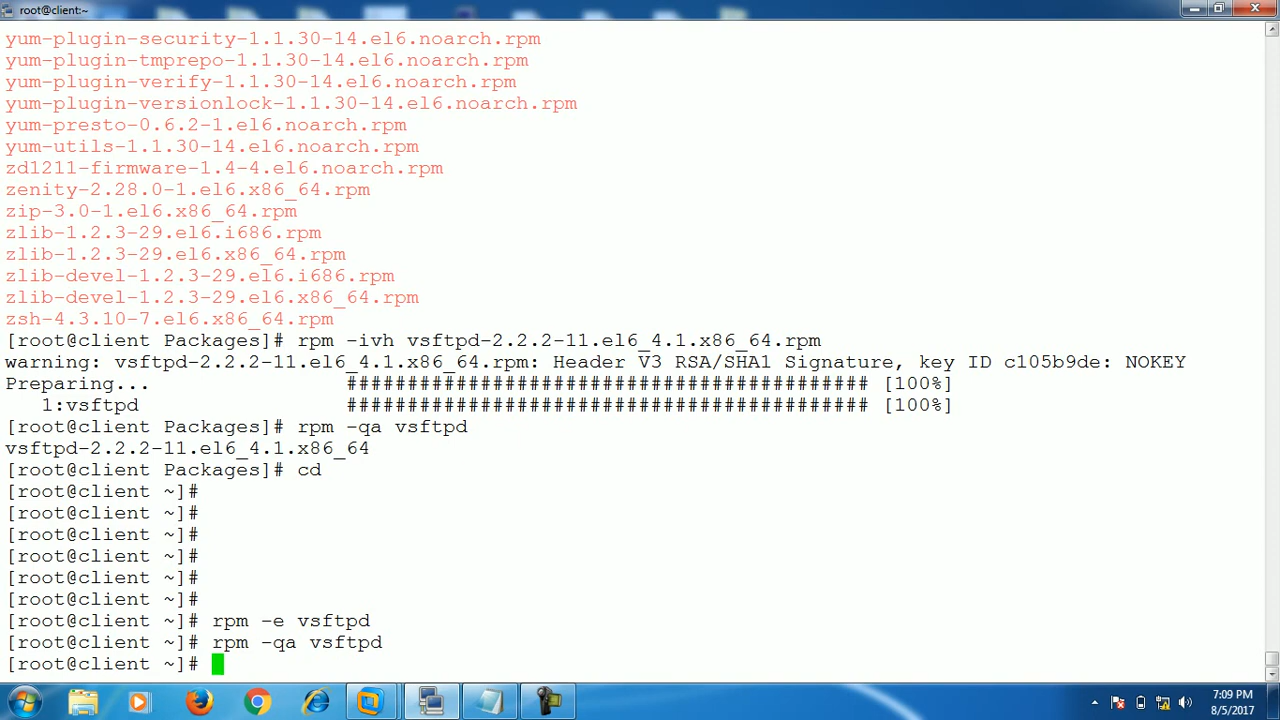 root@client:~
yum-plugin-security-1.1.30-14.el6.noarch.rpm
yum-plugin-tmprepo-1.1.30-14.el6.noarch.rpm
yum-plugin-verify-1.1.30-14.el6.noarch.rpm
yum-plugin-versionlock-1.1.30-14.el6.noarch.rpm
yum-presto-0.6.2-1.el6.noarch.rpm
yum-utils-1.1.30-14.el6.noarch.rpm
zd1211-firmware-1.4-4.el6.noarch.rpm
zenity-2.28.0-1.el6.x86_64.rpm
zip-3.0-1.el6.x86_64.rpm
zlib-1.2.3-29.el6.i686.rpm
zlib-1.2.3-29.el6.x86_64.rpm
zlib-devel-1.2.3-29.el6.i686.rpm
zlib-devel-1.2.3-29.el6.x86_64.rpm
zsh-4.3.10-7.el6.x86_64.rpm
[root@client Packages]# rpm -ivh vsftpd-2.2.2-11.el6_4.1.x86_64.rpm
warning: vsftpd-2.2.2-11.el6_4.1.x86_64.rpm: Header V3 RSA/SHA1 Signature, key ID c105b9de: NOKEY
Preparing... ########################################### [100%]
1:vsftpd ########################################### [100%]
[root@client Packages]# rpm -qa vsftpd
vsftpd-2.2.2-11.el6_4.1.x86_64
[root@client Packages]# cd
[root@client ~]#
[root@client ~]#
[root@client ~]#
[root@client ~]#
[root@client ~]#
[root@client ~]#
[root@client ~]# rpm -e vsftpd
[root@client ~]# rpm -qa vsftpd
[root@client ~]#
7:09 PM
8/5/2017